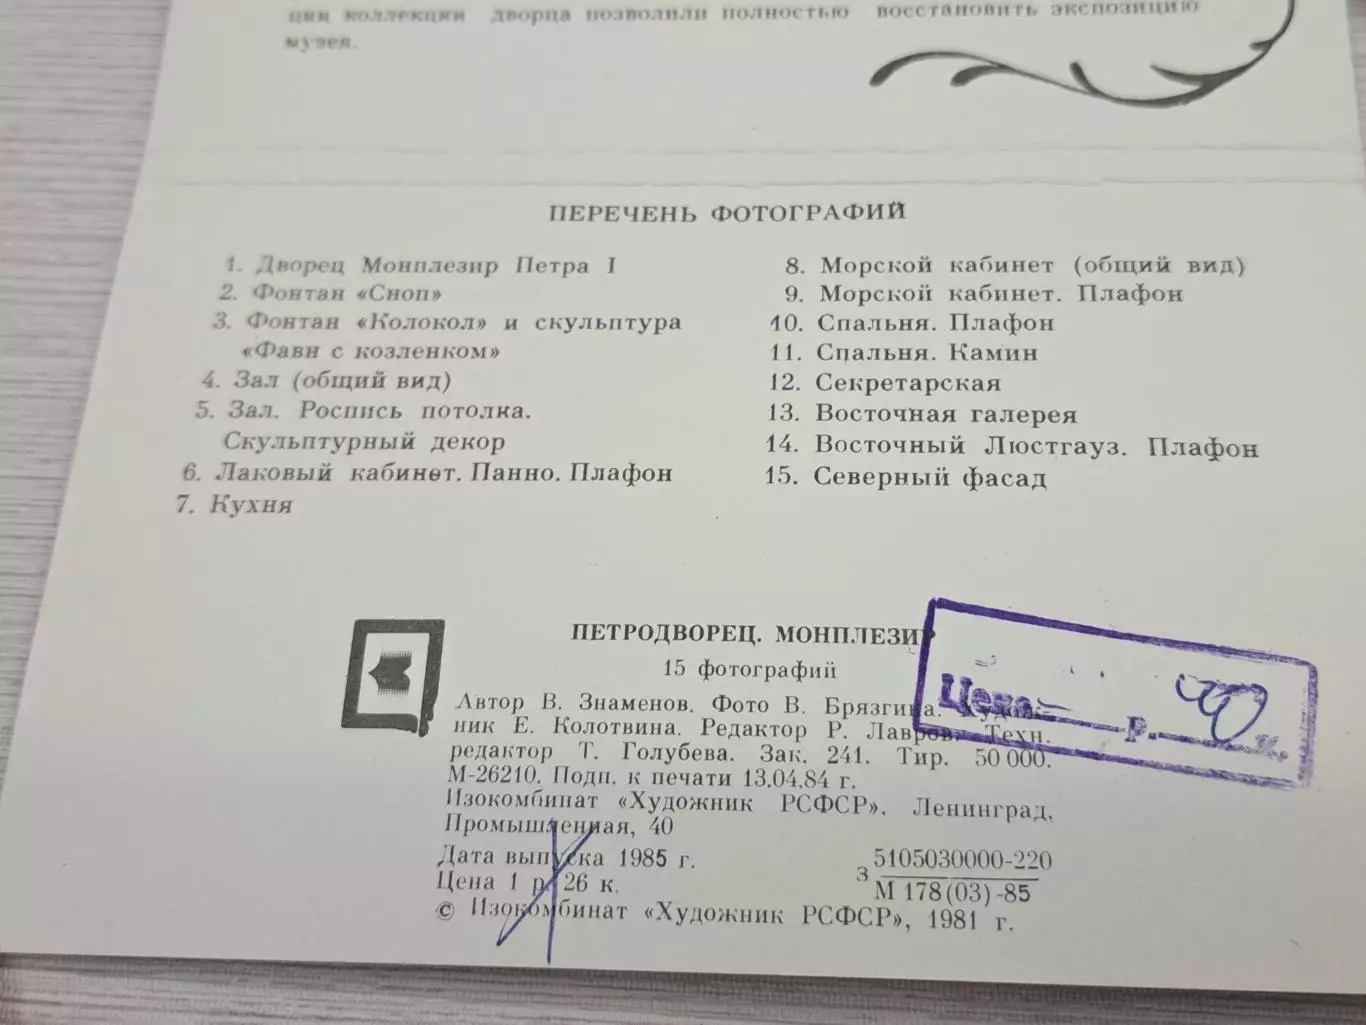 ции коллекции дворца позволили полностью восстановить экспозицию
музея.
ПЕРЕЧЕНЬ ФОТОГРАФИЙ
1. Дворец Монплезир Петра I
2. Фонтан «Сноп»
3. Фонтан «Колокол» и скульптура
«Фавн с козленком»
4. Зал (общий вид)
5. Зал. Роспись потолка.
Скульптурный декор
6. Лаковый кабинет. Панно. Плафон
7. Кухня
8. Морской кабинет (общий вид)
9. Морской кабинет. Плафон
10. Спальня. Плафон
11. Спальня. Камин
12. Секретарская
13. Восточная галерея
14. Восточный Люстгауз. Плафон
15. Северный фасад
ПЕТРОДВОРЕЦ. МОНПЛЕЗИР
15 фотографий
Автор В. Знаменов. Фото В. Брязгина. Худож-
ник Е. Колотвина. Редактор Р. Лавров. Техн.
редактор Т. Голубева. Зак. 241. Тир. 50 000.
М-26210. Подп. к печати 13.04.84 г.
Изокомбинат «Художник РСФСР». Ленинград,
Промышленная, 40
Дата выпуска 1985 г.
Цена 1 р. 26 к.
© Изокомбинат «Художник РСФСР», 1981 г.
З 5105030000-220
М 178(03)-85
Цена р. 40 к.